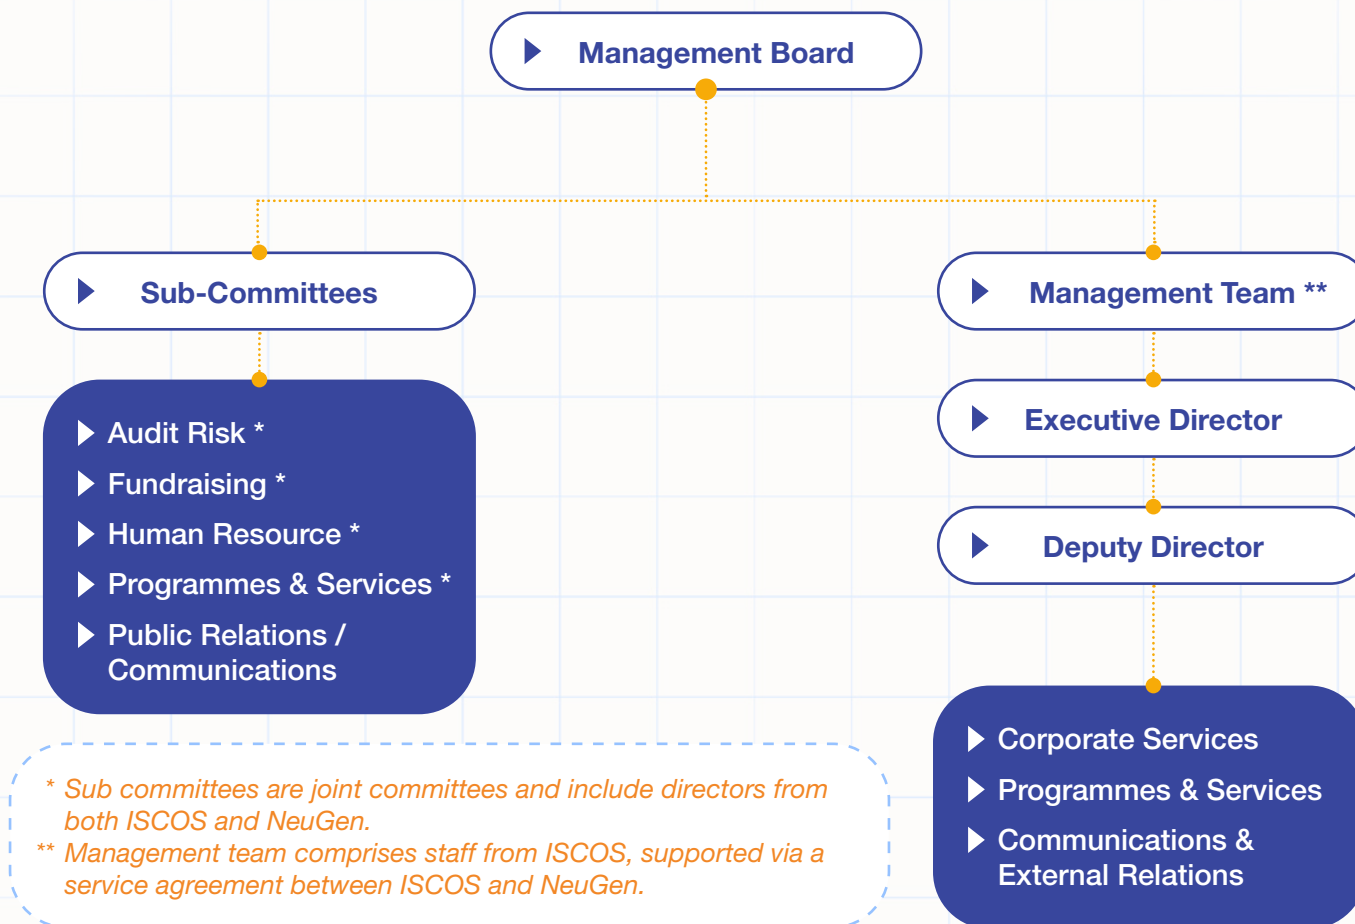 Management Board
Sub-Committees
Audit Risk *
Fundraising *
Human Resource *
Programmes & Services *
Public Relations /
Communications
Management Team **
Executive Director
Deputy Director
Corporate Services
Programmes & Services
Communications &
External Relations
* Sub committees are joint committees and include directors from
both ISCOS and NeuGen.
** Management team comprises staff from ISCOS, supported via a
service agreement between ISCOS and NeuGen.